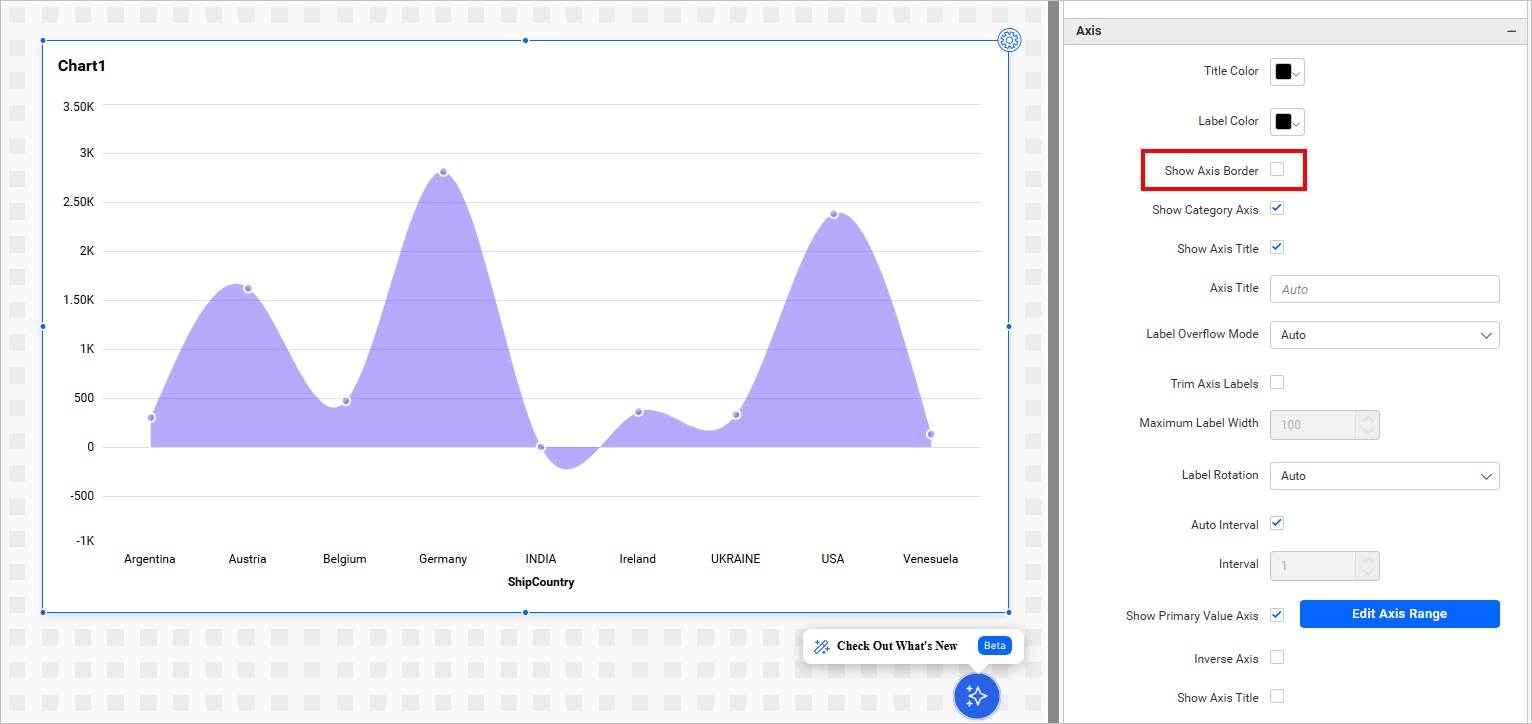 Chart1
3.50K
3K
2.50K
2K
1.50K
1K
500
0
-500
-1K
Argentina Austria Belgium Germany INDIA Ireland UKRAINE USA Venesuela
ShipCountry
Check Out What's New Beta
Axis
Title Color
Label Color
Show Axis Border
Show Category Axis
Show Axis Title
Axis Title Auto
Label Overflow Mode Auto
Trim Axis Labels
Maximum Label Width 100
Label Rotation Auto
Auto Interval
Interval 1
Show Primary Value Axis Edit Axis Range
Inverse Axis
Show Axis Title